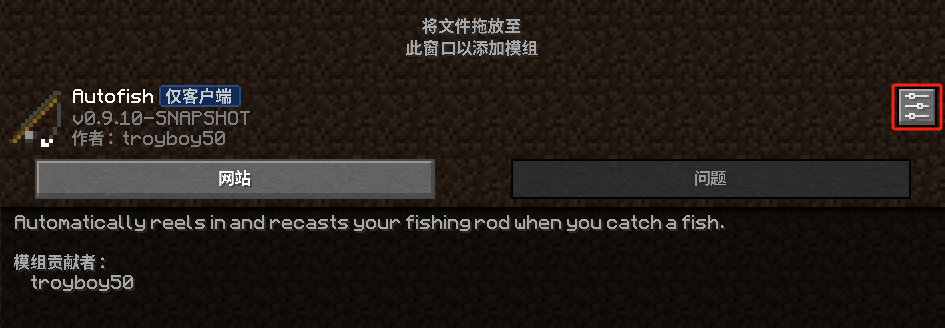 将文件拖放至
此窗口以添加模组
Autofish 仅客户端
v0.9.10-SNAPSHOT
作者：troyboy50
网站
问题
Automatically reels in and recasts your fishing rod when you catch a fish.
模组贡献者：
troyboy50